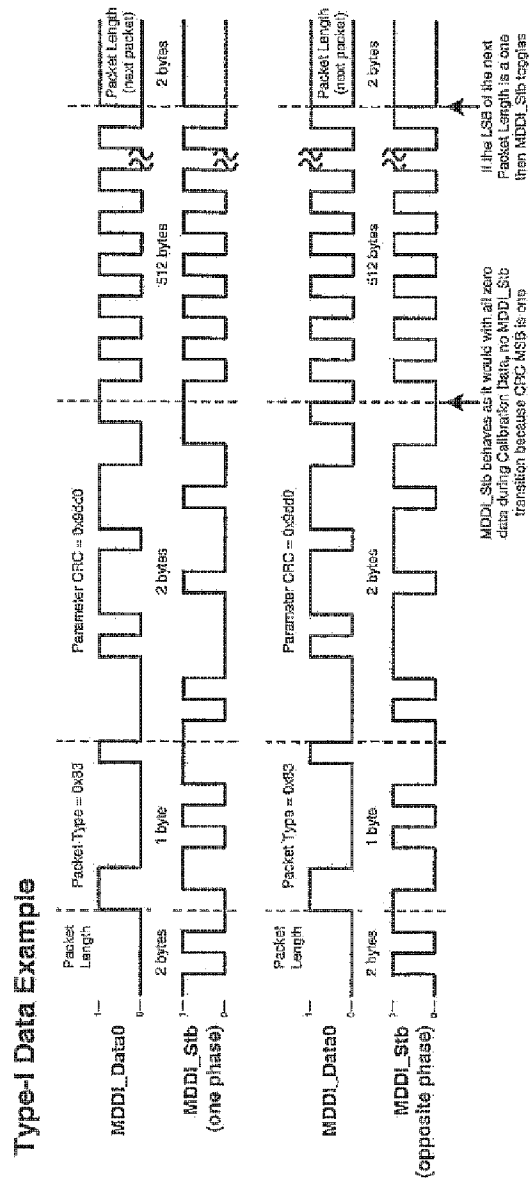 Type-I Data Example
Packet
Length
Packet Type = 0x83
Parameter CRC = 0x9dd0
Packet Length
(next packet)
1
MDDI_Data0
0
2 bytes
1 byte
2 bytes
512 bytes
2 bytes
1
MDDI_Stb
(one phase)
0
Packet
Length
Packet Type = 0x83
Parameter CRC = 0x9dd0
Packet Length
(next packet)
1
MDDI_Data0
0
2 bytes
1 byte
2 bytes
512 bytes
2 bytes
1
MDDI_Stb
(opposite phase)
0
MDDI_Stb behaves as it would with all zero
data during Calibration Data, no MDDI_Stb
transition because CRC MSB is one
If the LSB of the next
Packet Length is a one
then MDDI_Stb toggles